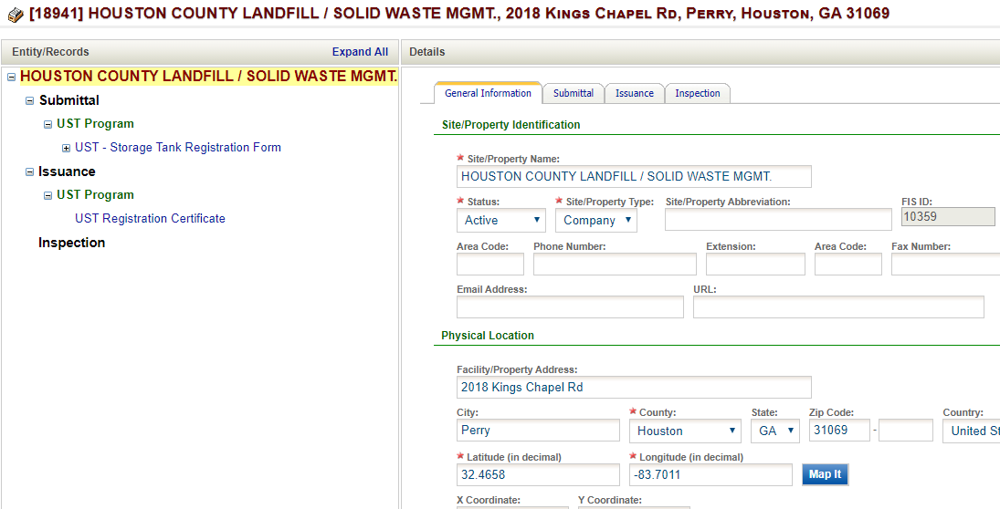 [18941] HOUSTON COUNTY LANDFILL / SOLID WASTE MGMT., 2018 KINGS CHAPEL RD, PERRY, HOUSTON, GA 31069
Entity/Records Expand All
HOUSTON COUNTY LANDFILL / SOLID WASTE MGMT.
Submittal
UST Program
UST - Storage Tank Registration Form
Issuance
UST Program
UST Registration Certificate
Inspection
Details
General Information Submittal Issuance Inspection
Site/Property Identification
* Site/Property Name:
HOUSTON COUNTY LANDFILL / SOLID WASTE MGMT.
* Status: * Site/Property Type: Site/Property Abbreviation: FIS ID:
Active Company 10359
Area Code: Phone Number: Extension: Area Code: Fax Number:
Email Address: URL:
Physical Location
Facility/Property Address:
2018 Kings Chapel Rd
City: * County: State: Zip Code: Country:
Perry Houston GA 31069 - United St
* Latitude (in decimal) * Longitude (in decimal)
32.4658 -83.7011 Map It
X Coordinate: Y Coordinate: